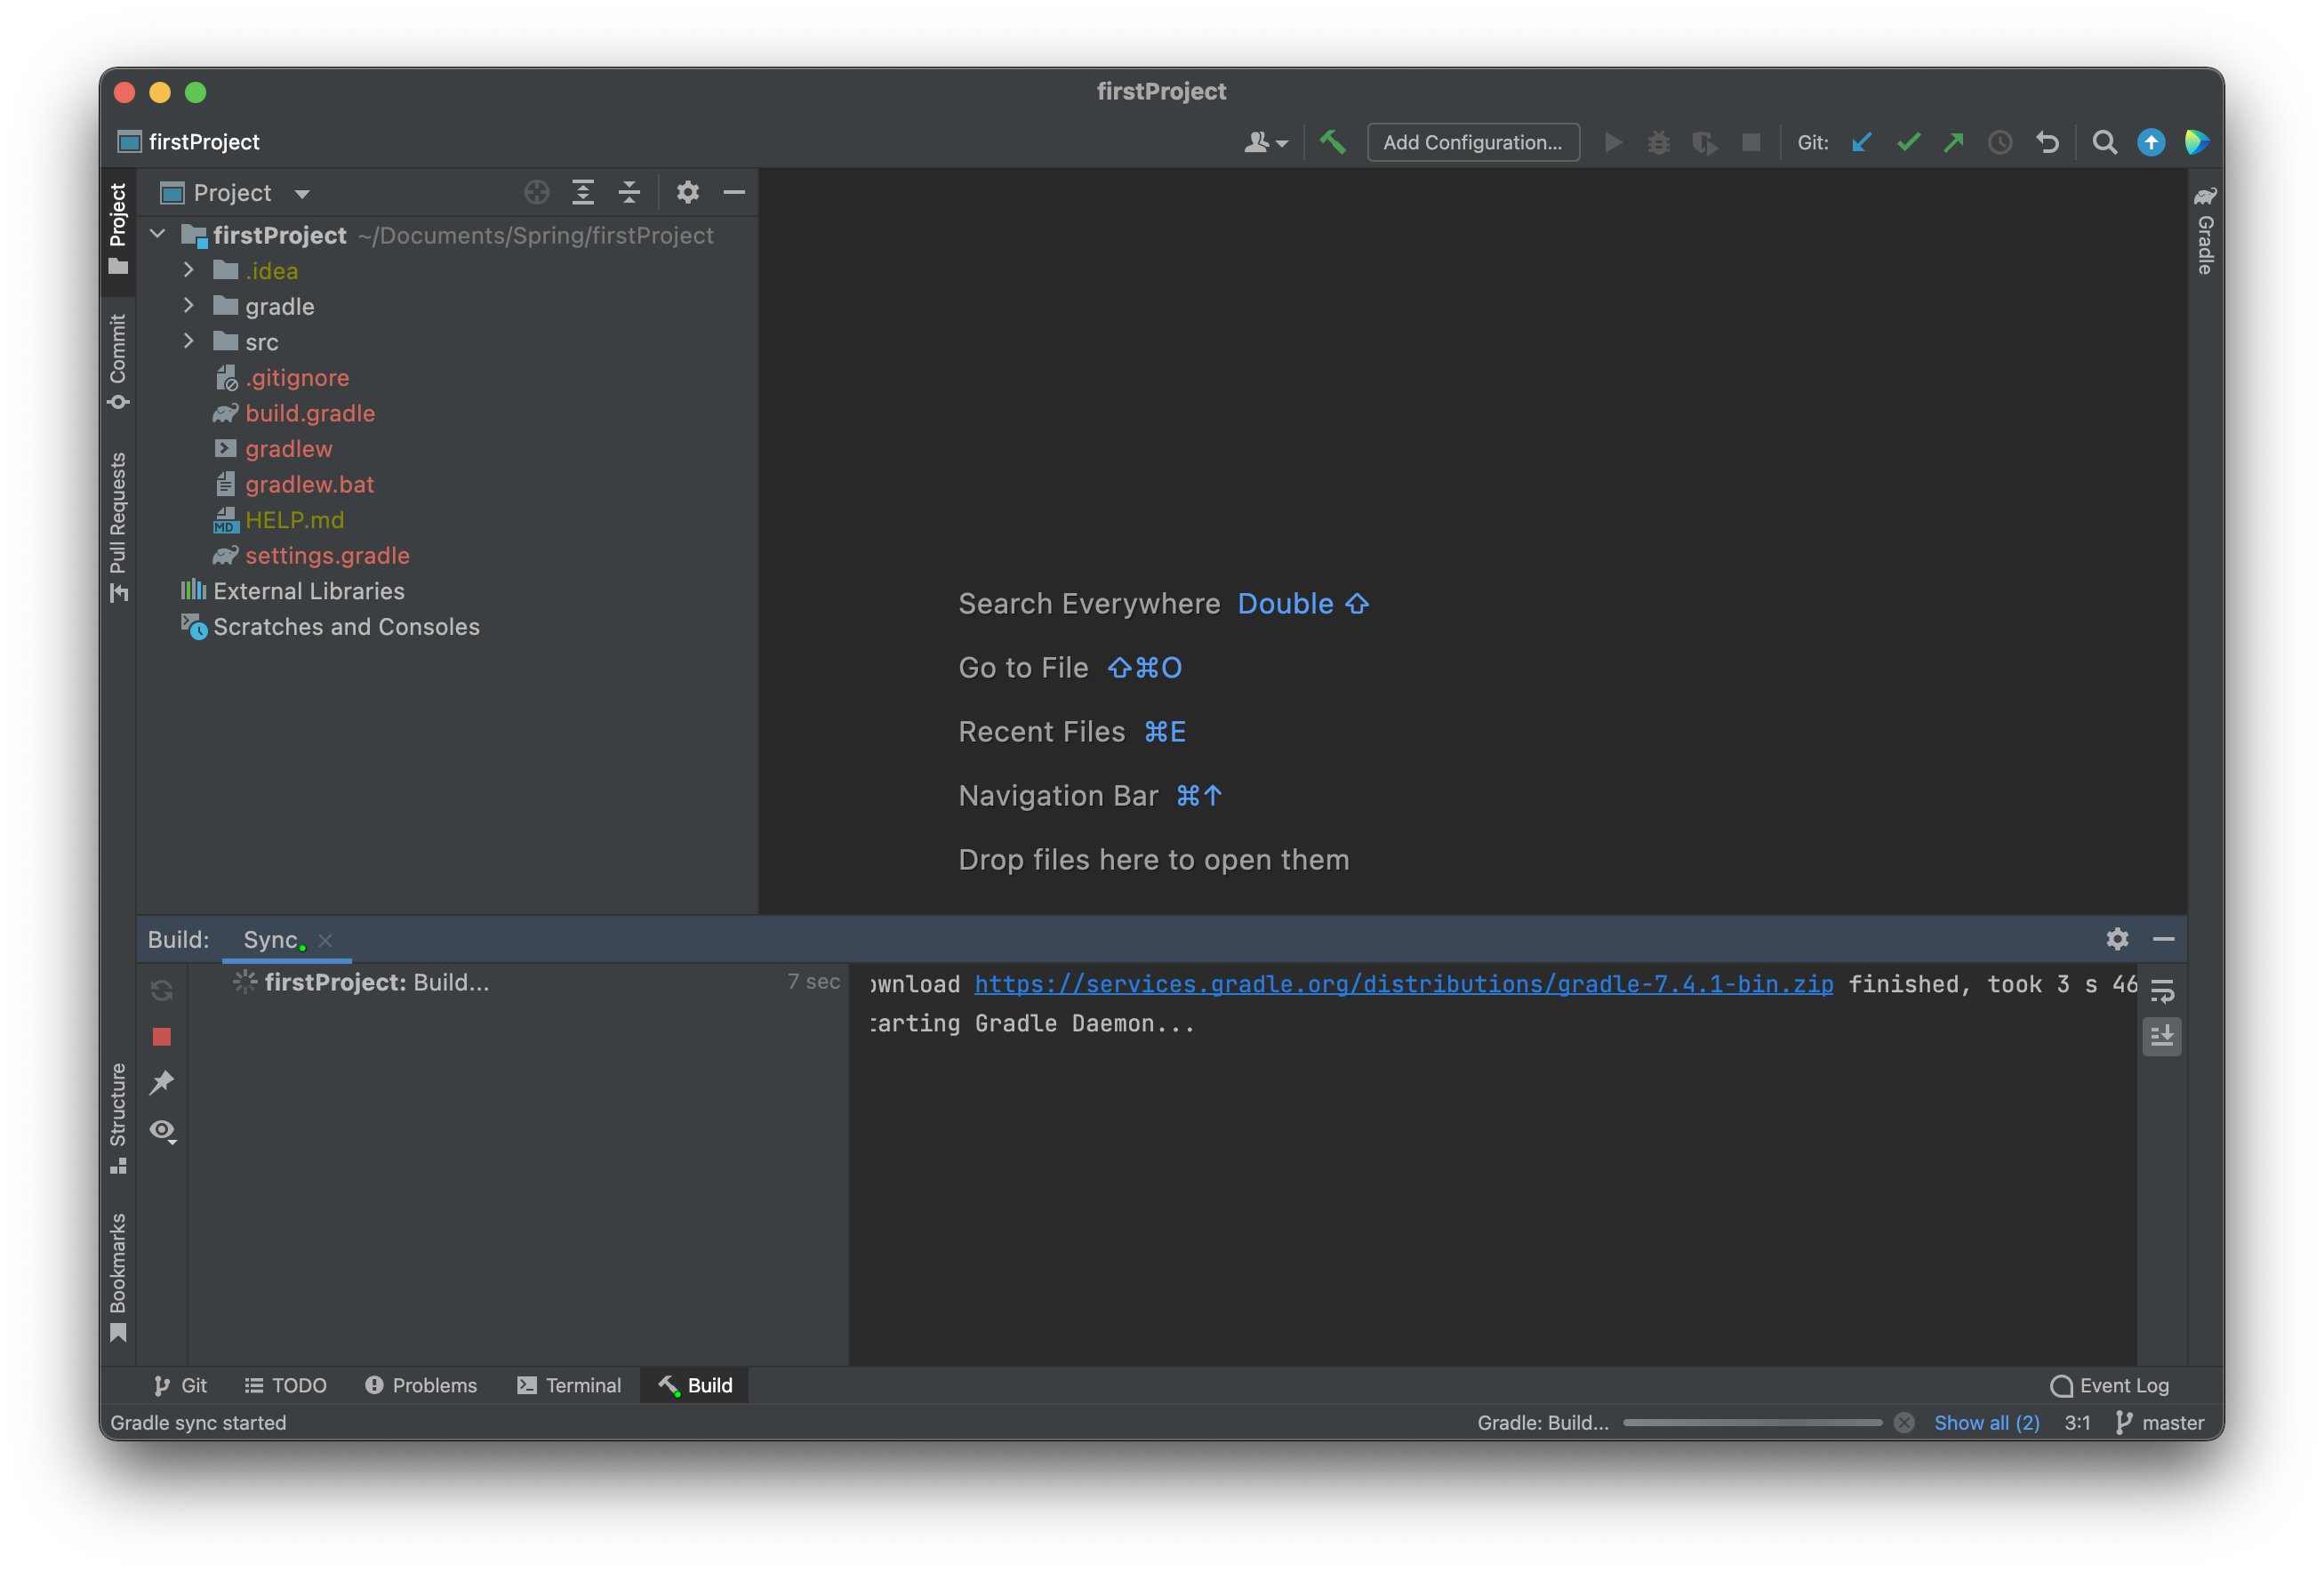 firstProject
firstProject
Add Configuration...
Git:
Project
Project
firstProject ~/Documents/Spring/firstProject
.idea
gradle
src
.gitignore
build.gradle
gradlew
gradlew.bat
MD HELP.md
settings.gradle
External Libraries
Scratches and Consoles
Commit
Pull Requests
Structure
Bookmarks
Gradle
Search Everywhere Double ⇧
Go to File ⇧⌘O
Recent Files ⌘E
Navigation Bar ⌘↑
Drop files here to open them
Build: Sync
firstProject: Build... 7 sec
ownload https://services.gradle.org/distributions/gradle-7.4.1-bin.zip finished, took 3 s 46
tarting Gradle Daemon...
Git TODO Problems Terminal Build Event Log
Gradle sync started Gradle: Build... Show all (2) 3:1 master